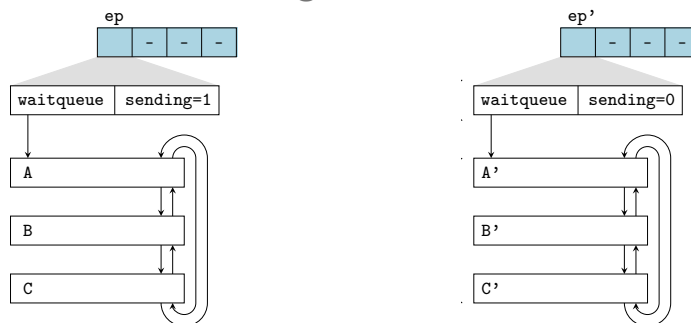 ep ep’
- - - - - -
waitqueue sending=1 waitqueue sending=0
A A’
B B’
C C’